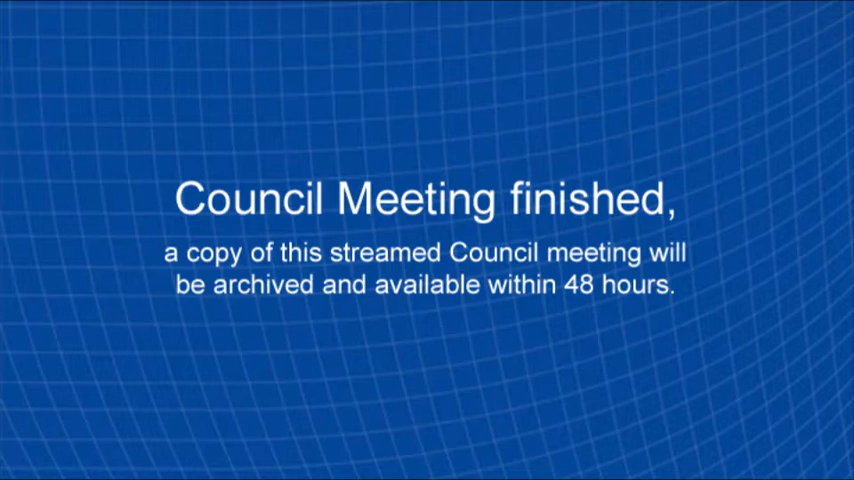 Council Meeting finished,
a copy of this streamed Council meeting will
be archived and available within 48 hours.